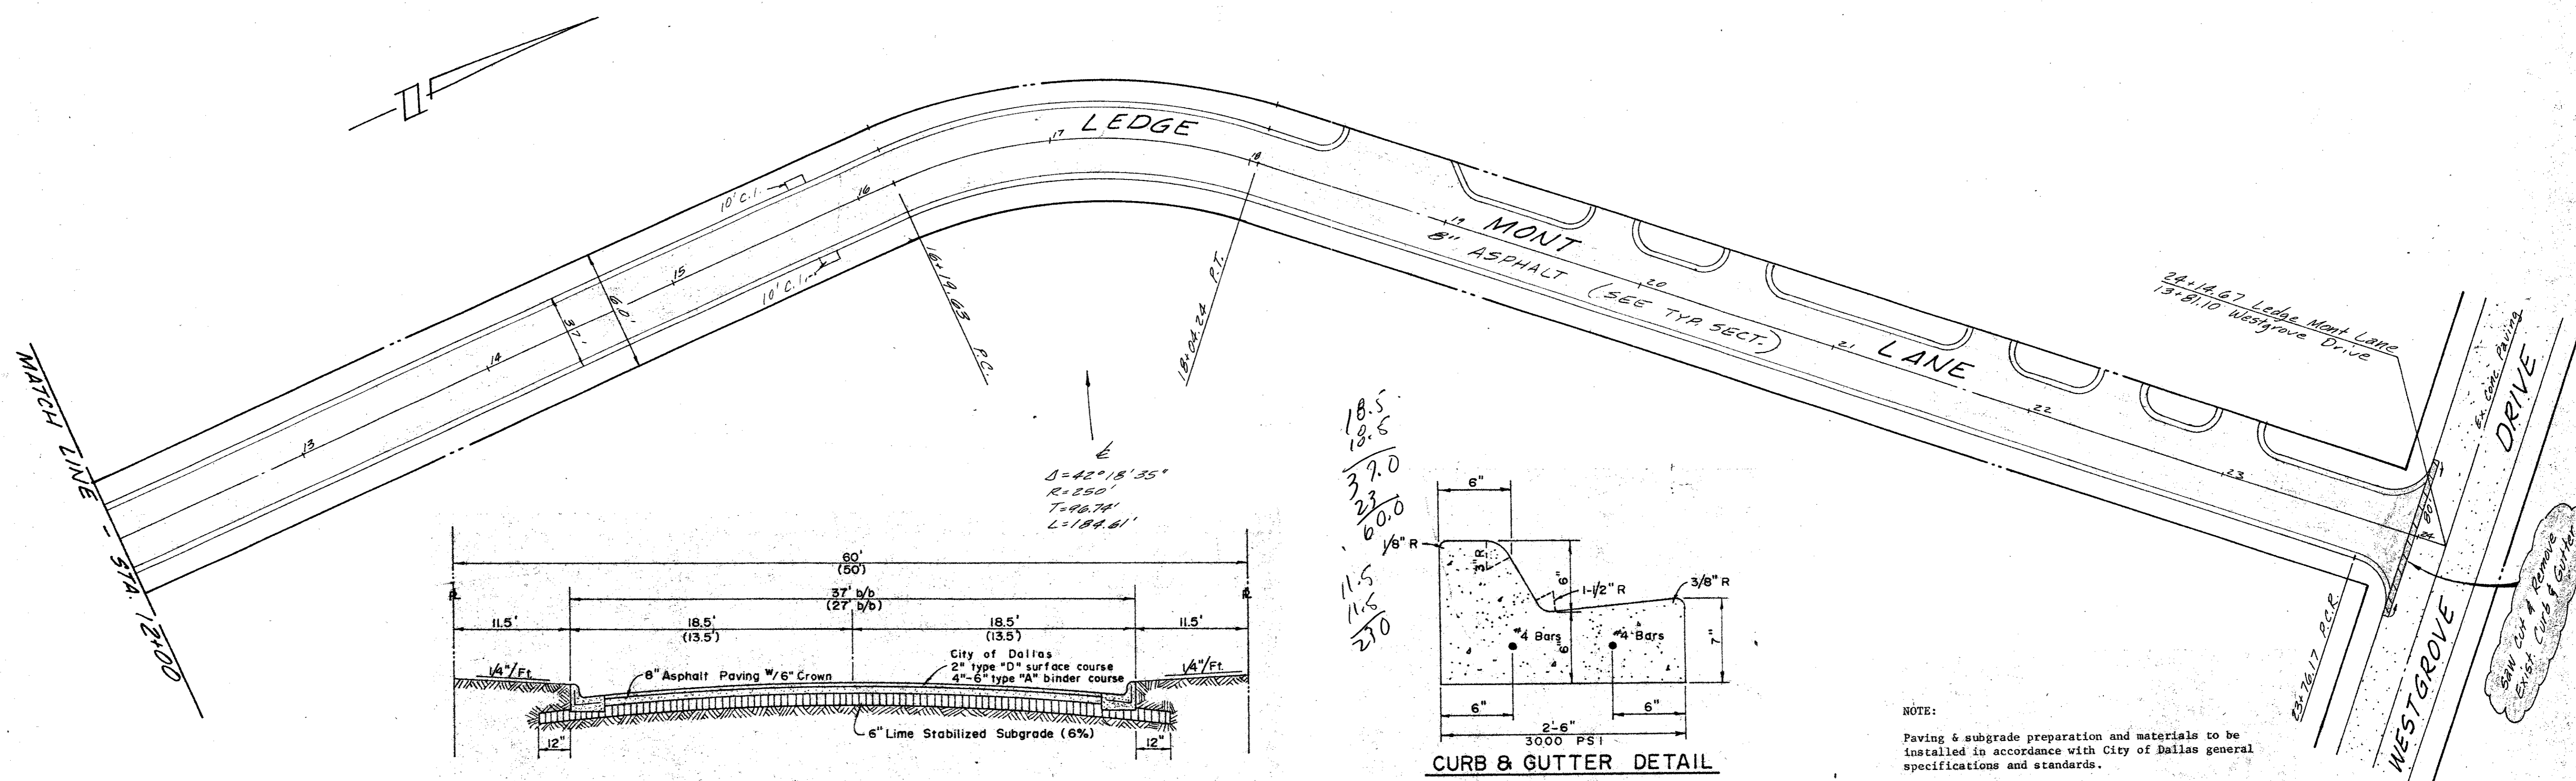 LEDGE
MONT
LANE
8" ASPHALT (SEE TYP. SECT.)
13
14
15
16
17
18
19
20
21
22
23
24
10' C.I.
10' C.I.
37'
60'
MATCH LINE - STA. 12+00
16+19.63 P.C.
18+04.24 P.T.
℄
Δ=42°18'35"
R=250'
T=96.74'
L=184.61'
24+14.67 Ledge Mont Lane
13+81.10 Westgrove Drive
Ex. Conc. Paving
WESTGROVE DRIVE
80'
23+76.17 P.C.R.
Saw Cut & Remove
Exist. Curb & Gutter
18.5
18.5
37.0
23
60.0
11.5
11.5
230
60'
(50')
37' b/b
(27' b/b)
11.5'
18.5'
(13.5')
18.5'
(13.5')
11.5'
1/4"/Ft.
1/4"/Ft.
8" Asphalt Paving W/6" Crown
City of Dallas
2" type "D" surface course
4"-6" type "A" binder course
6" Lime Stabilized Subgrade (6%)
12"
12"
6"
1/8" R
3" R
6"
1-1/2" R
3/8" R
#4 Bars
#4 Bars
6"
7"
6"
6"
2'-6"
3000 PSI
CURB & GUTTER DETAIL
NOTE:
Paving & subgrade preparation and materials to be
installed in accordance with City of Dallas general
specifications and standards.